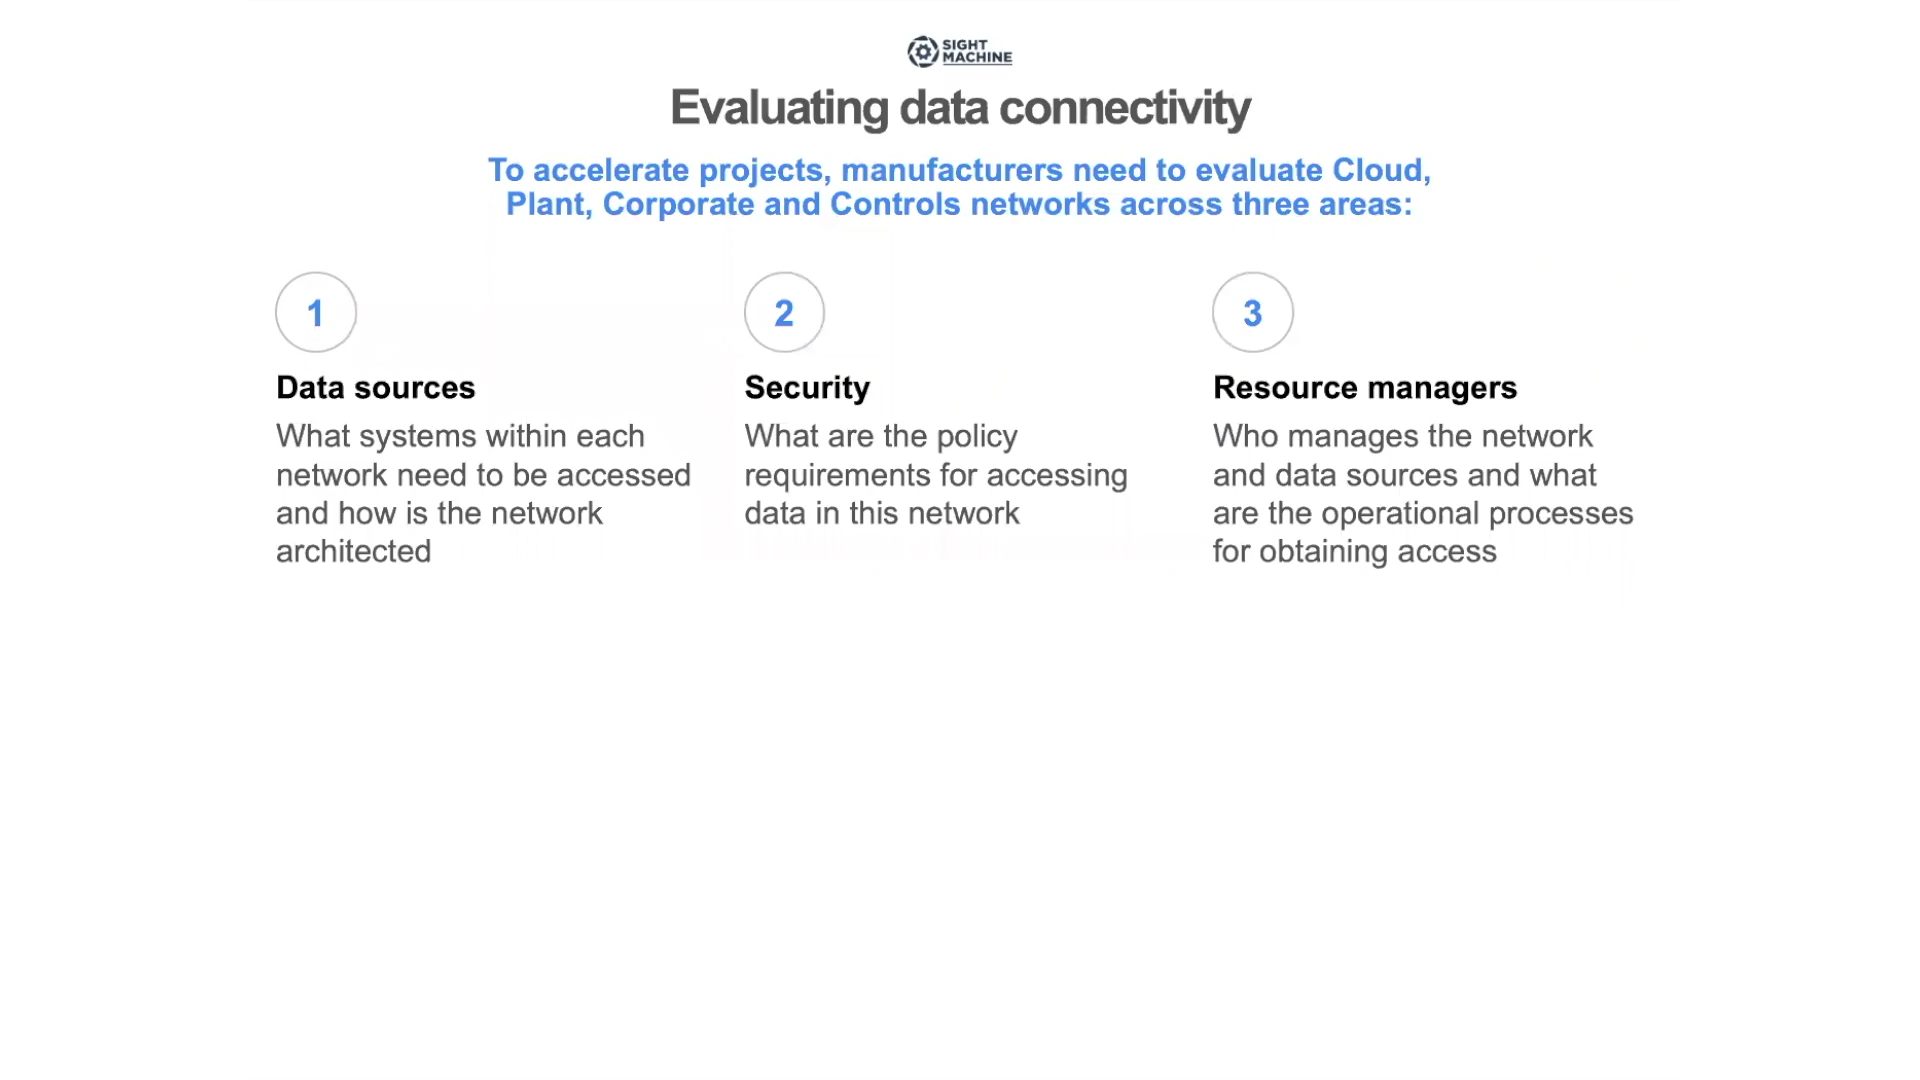 SIGHT
MACHINE
Evaluating data connectivity
To accelerate projects, manufacturers need to evaluate Cloud,
Plant, Corporate and Controls networks across three areas:
1
Data sources
What systems within each
network need to be accessed
and how is the network
architected
2
Security
What are the policy
requirements for accessing
data in this network
3
Resource managers
Who manages the network
and data sources and what
are the operational processes
for obtaining access